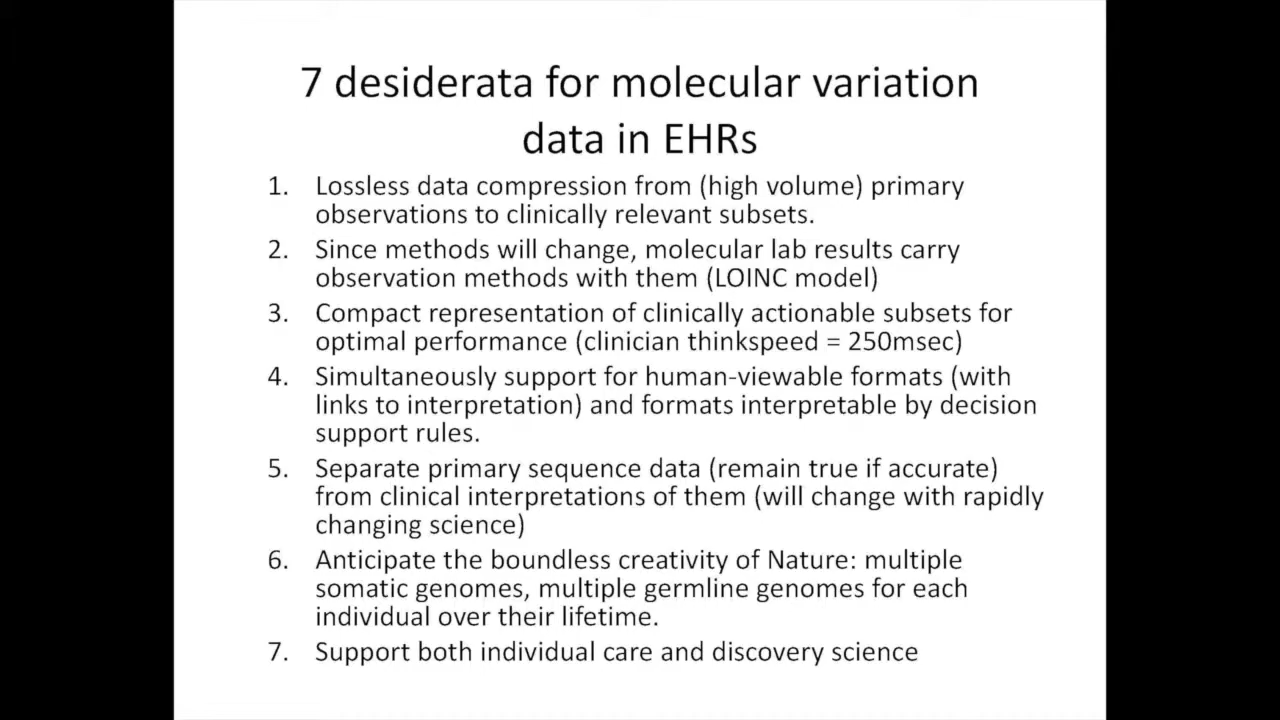 7 desiderata for molecular variation
data in EHRs
1. Lossless data compression from (high volume) primary
observations to clinically relevant subsets.
2. Since methods will change, molecular lab results carry
observation methods with them (LOINC model)
3. Compact representation of clinically actionable subsets for
optimal performance (clinician thinkspeed = 250msec)
4. Simultaneously support for human-viewable formats (with
links to interpretation) and formats interpretable by decision
support rules.
5. Separate primary sequence data (remain true if accurate)
from clinical interpretations of them (will change with rapidly
changing science)
6. Anticipate the boundless creativity of Nature: multiple
somatic genomes, multiple germline genomes for each
individual over their lifetime.
7. Support both individual care and discovery science